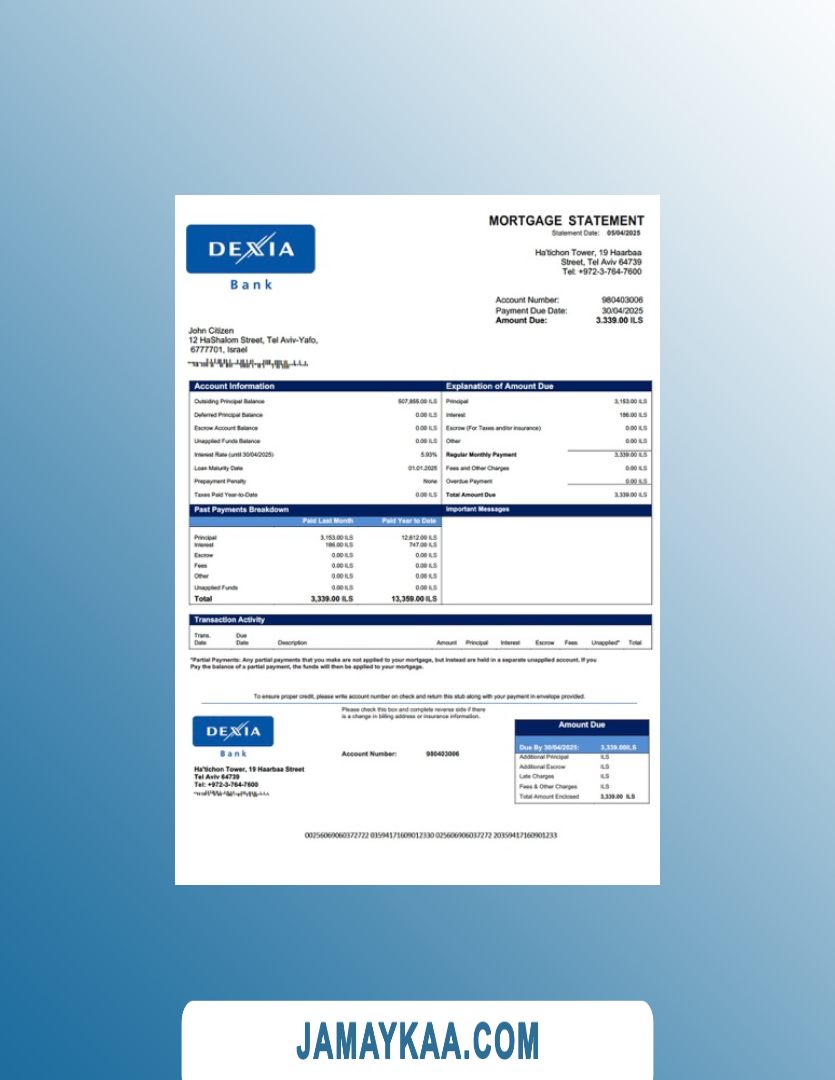 DEXIA
Bank
MORTGAGE STATEMENT
Statement Date: 05/04/2025
Ha'tichon Tower, 19 Haarbaa
Street, Tel Aviv 64739
Tel: +972-3-764-7600
Account Number: 980403006
Payment Due Date: 30/04/2025
Amount Due: 3.339.00 ILS
John Citizen
12 HaShalom Street, Tel Aviv-Yafo,
6777701, Israel
Account Information
Outsiding Principal Balance 507,855.00 ILS
Deferred Principal Balance 0.00 ILS
Escrow Account Balance 0.00 ILS
Unapplied Funds Balance 0.00 ILS
Interest Rate (until 30/04/2025) 5.93%
Loan Maturity Date 01.01.2025
Prepayment Penalty None
Taxes Paid Year-to-Date 0.00 ILS
Explanation of Amount Due
Principal 3,153.00 ILS
Interest 186.00 ILS
Escrow (For Taxes and/or insurance) 0.00 ILS
Other 0.00 ILS
Regular Monthly Payment 3,339.00 ILS
Fees and Other Charges 0.00 ILS
Overdue Payment 0.00 ILS
Total Amount Due 3,339.00 ILS
Past Payments Breakdown
Paid Last Month Paid Year to Date
Principal 3,153.00 ILS 12,612.00 ILS
Interest 186.00 ILS 747.00 ILS
Escrow 0.00 ILS 0.00 ILS
Fees 0.00 ILS 0.00 ILS
Other 0.00 ILS 0.00 ILS
Unapplied Funds 0.00 ILS 0.00 ILS
Total 3,339.00 ILS 13,359.00 ILS
Important Messages
Transaction Activity
Trans. Due
Date Date Description Amount Principal Interest Escrow Fees Unapplied* Total
*Partial Payments: Any partial payments that you make are not applied to your mortgage, but instead are held in a separate unapplied account. If you
Pay the balance of a partial payment, the funds will then be applied to your mortgage.
To ensure proper credit, please write account number on check and return this stub along with your payment in envelope provided.
Please check this box and complete reverse side if there
is a change in billing address or insurance information.
DEXIA
Bank
Ha'tichon Tower, 19 Haarbaa Street
Tel Aviv 64739
Tel: +972-3-764-7600
Account Number: 980403006
Amount Due
Due By 30/04/2025: 3,339.00ILS
Additional Principal ILS
Additional Escrow ILS
Late Charges ILS
Fees & Other Charges ILS
Total Amount Enclosed 3,339.00 ILS
00256069060372722 03594171609012330 025606906037272 20359417160901233
JAMAYKAA.COM